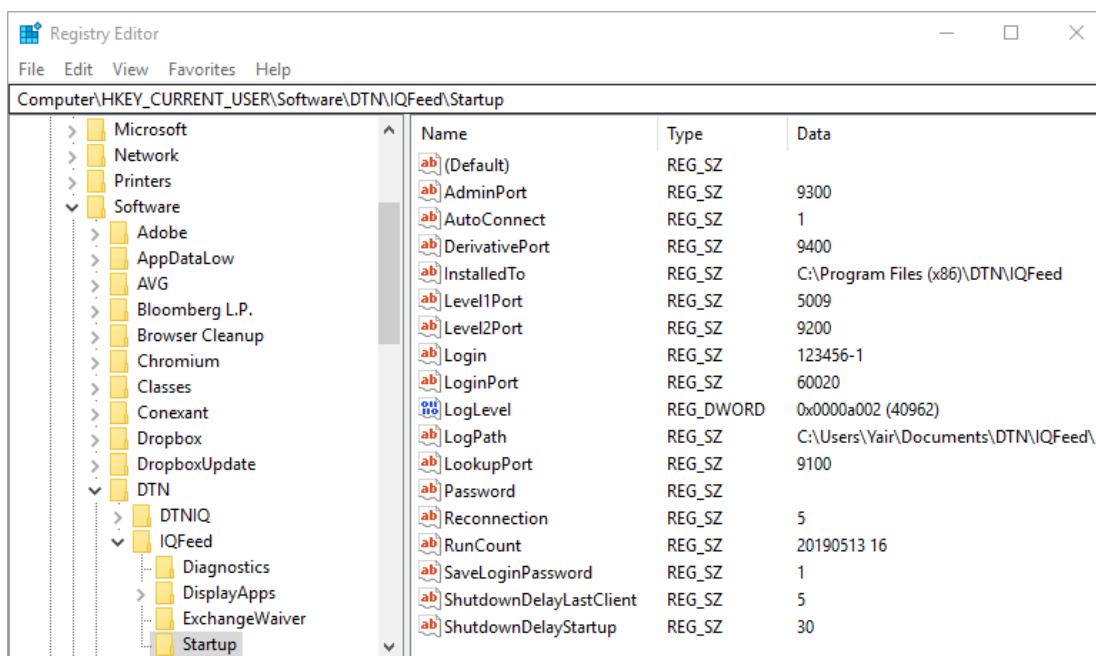 Registry Editor
File Edit View Favorites Help
Computer\HKEY_CURRENT_USER\Software\DTN\IQFeed\Startup
Microsoft
Network
Printers
Software
Adobe
AppDataLow
AVG
Bloomberg L.P.
Browser Cleanup
Chromium
Classes
Conexant
Dropbox
DropboxUpdate
DTN
DTNIQ
IQFeed
Diagnostics
DisplayApps
ExchangeWaiver
Startup
Name Type Data
(Default) REG_SZ
AdminPort REG_SZ 9300
AutoConnect REG_SZ 1
DerivativePort REG_SZ 9400
InstalledTo REG_SZ C:\Program Files (x86)\DTN\IQFeed
Level1Port REG_SZ 5009
Level2Port REG_SZ 9200
Login REG_SZ 123456-1
LoginPort REG_SZ 60020
LogLevel REG_DWORD 0x0000a002 (40962)
LogPath REG_SZ C:\Users\Yair\Documents\DTN\IQFeed\
LookupPort REG_SZ 9100
Password REG_SZ
Reconnection REG_SZ 5
RunCount REG_SZ 20190513 16
SaveLoginPassword REG_SZ 1
ShutdownDelayLastClient REG_SZ 5
ShutdownDelayStartup REG_SZ 30